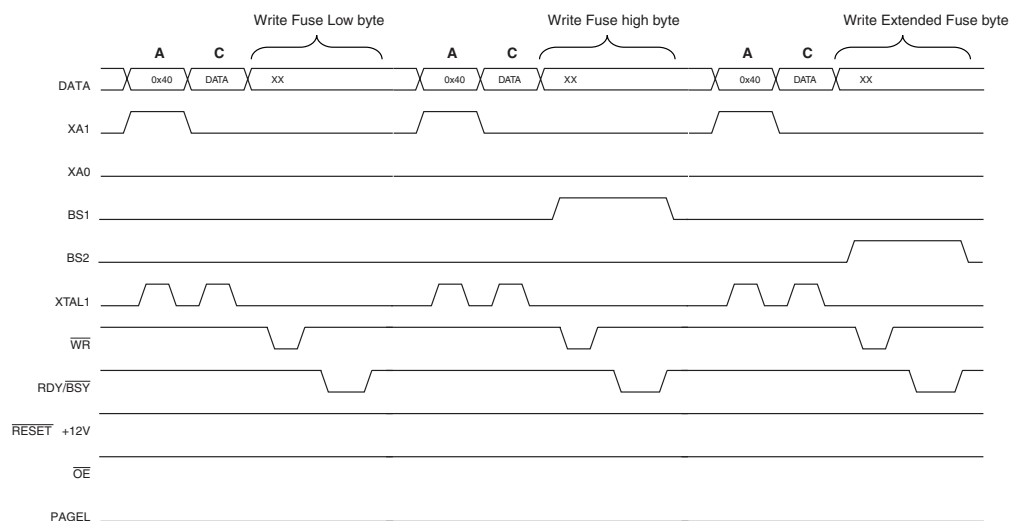 Write Fuse Low byte Write Fuse high byte Write Extended Fuse byte
A C A C A C
DATA 0x40 DATA XX 0x40 DATA XX 0x40 DATA XX
XA1
XA0
BS1
BS2
XTAL1
WR
RDY/BSY
RESET +12V
OE
PAGEL